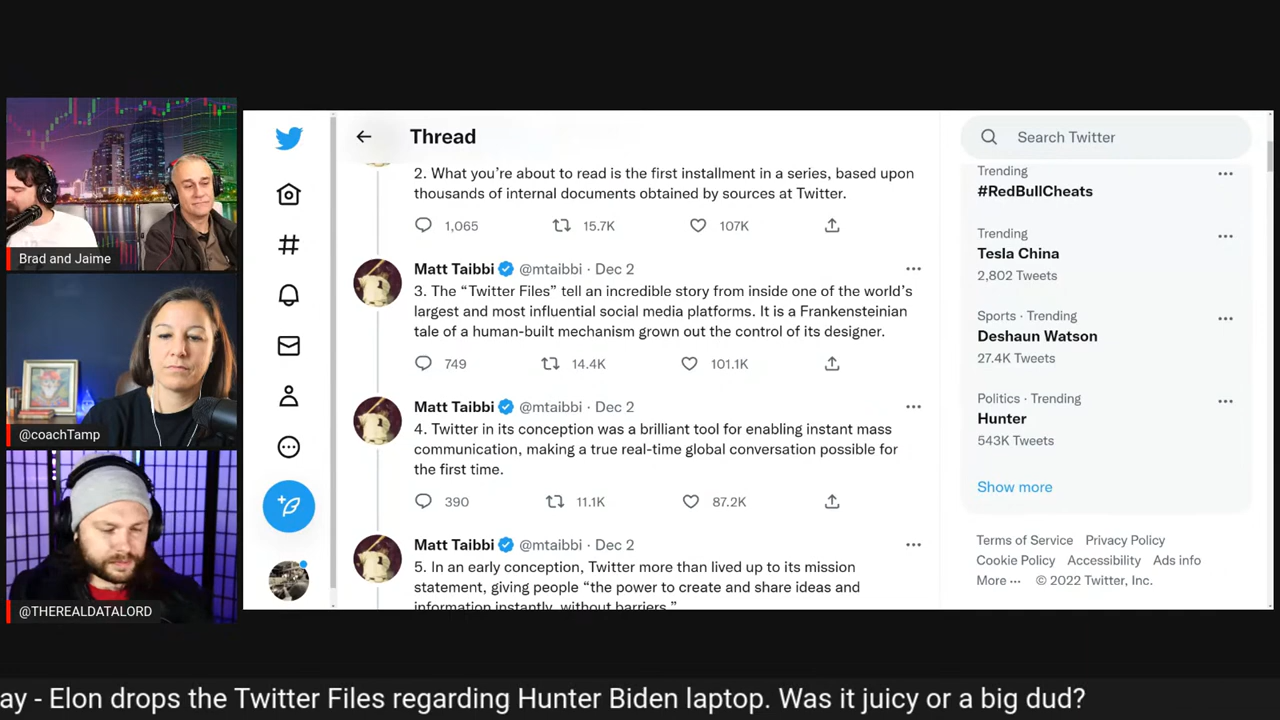 Brad and Jaime
@coachTamp
@THEREALDATALORD
Thread
2. What you’re about to read is the first installment in a series, based upon
thousands of internal documents obtained by sources at Twitter.
1,065 15.7K 107K
Matt Taibbi @mtaibbi · Dec 2
3. The “Twitter Files” tell an incredible story from inside one of the world’s
largest and most influential social media platforms. It is a Frankensteinian
tale of a human-built mechanism grown out the control of its designer.
749 14.4K 101.1K
Matt Taibbi @mtaibbi · Dec 2
4. Twitter in its conception was a brilliant tool for enabling instant mass
communication, making a true real-time global conversation possible for
the first time.
390 11.1K 87.2K
Matt Taibbi @mtaibbi · Dec 2
5. In an early conception, Twitter more than lived up to its mission
statement, giving people “the power to create and share ideas and
information instantly, without barriers.”
Search Twitter
Trending
#RedBullCheats
Trending
Tesla China
2,802 Tweets
Sports · Trending
Deshaun Watson
27.4K Tweets
Politics · Trending
Hunter
543K Tweets
Show more
Terms of Service Privacy Policy
Cookie Policy Accessibility Ads info
More ··· © 2022 Twitter, Inc.
ay - Elon drops the Twitter Files regarding Hunter Biden laptop. Was it juicy or a big dud?